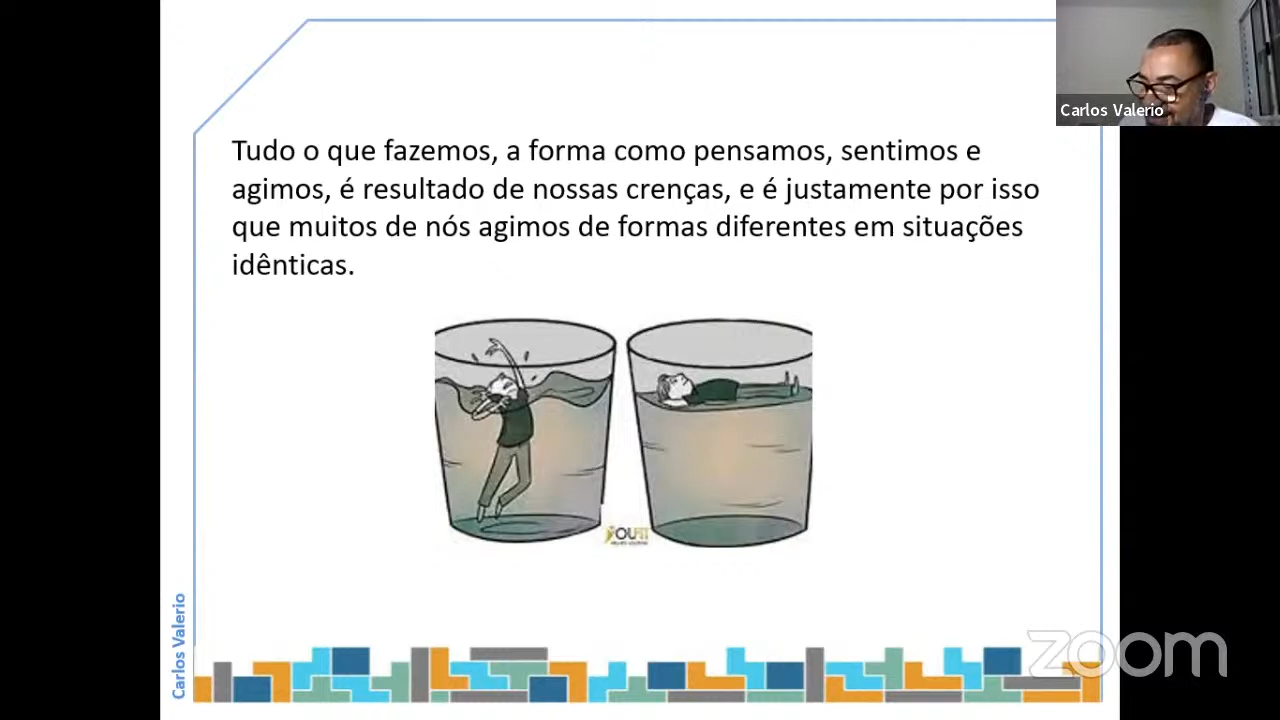 Carlos Valerio
Tudo o que fazemos, a forma como pensamos, sentimos e
agimos, é resultado de nossas crenças, e é justamente por isso
que muitos de nós agimos de formas diferentes em situações
idênticas.
Carlos Valerio
zoom